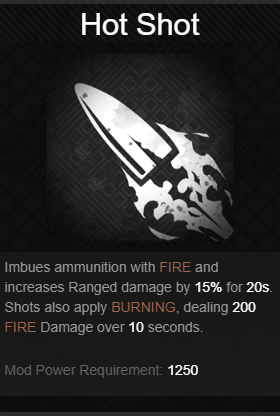 Hot Shot
Imbues ammunition with FIRE and
increases Ranged damage by 15% for 20s.
Shots also apply BURNING, dealing 200
FIRE Damage over 10 seconds.
Mod Power Requirement: 1250